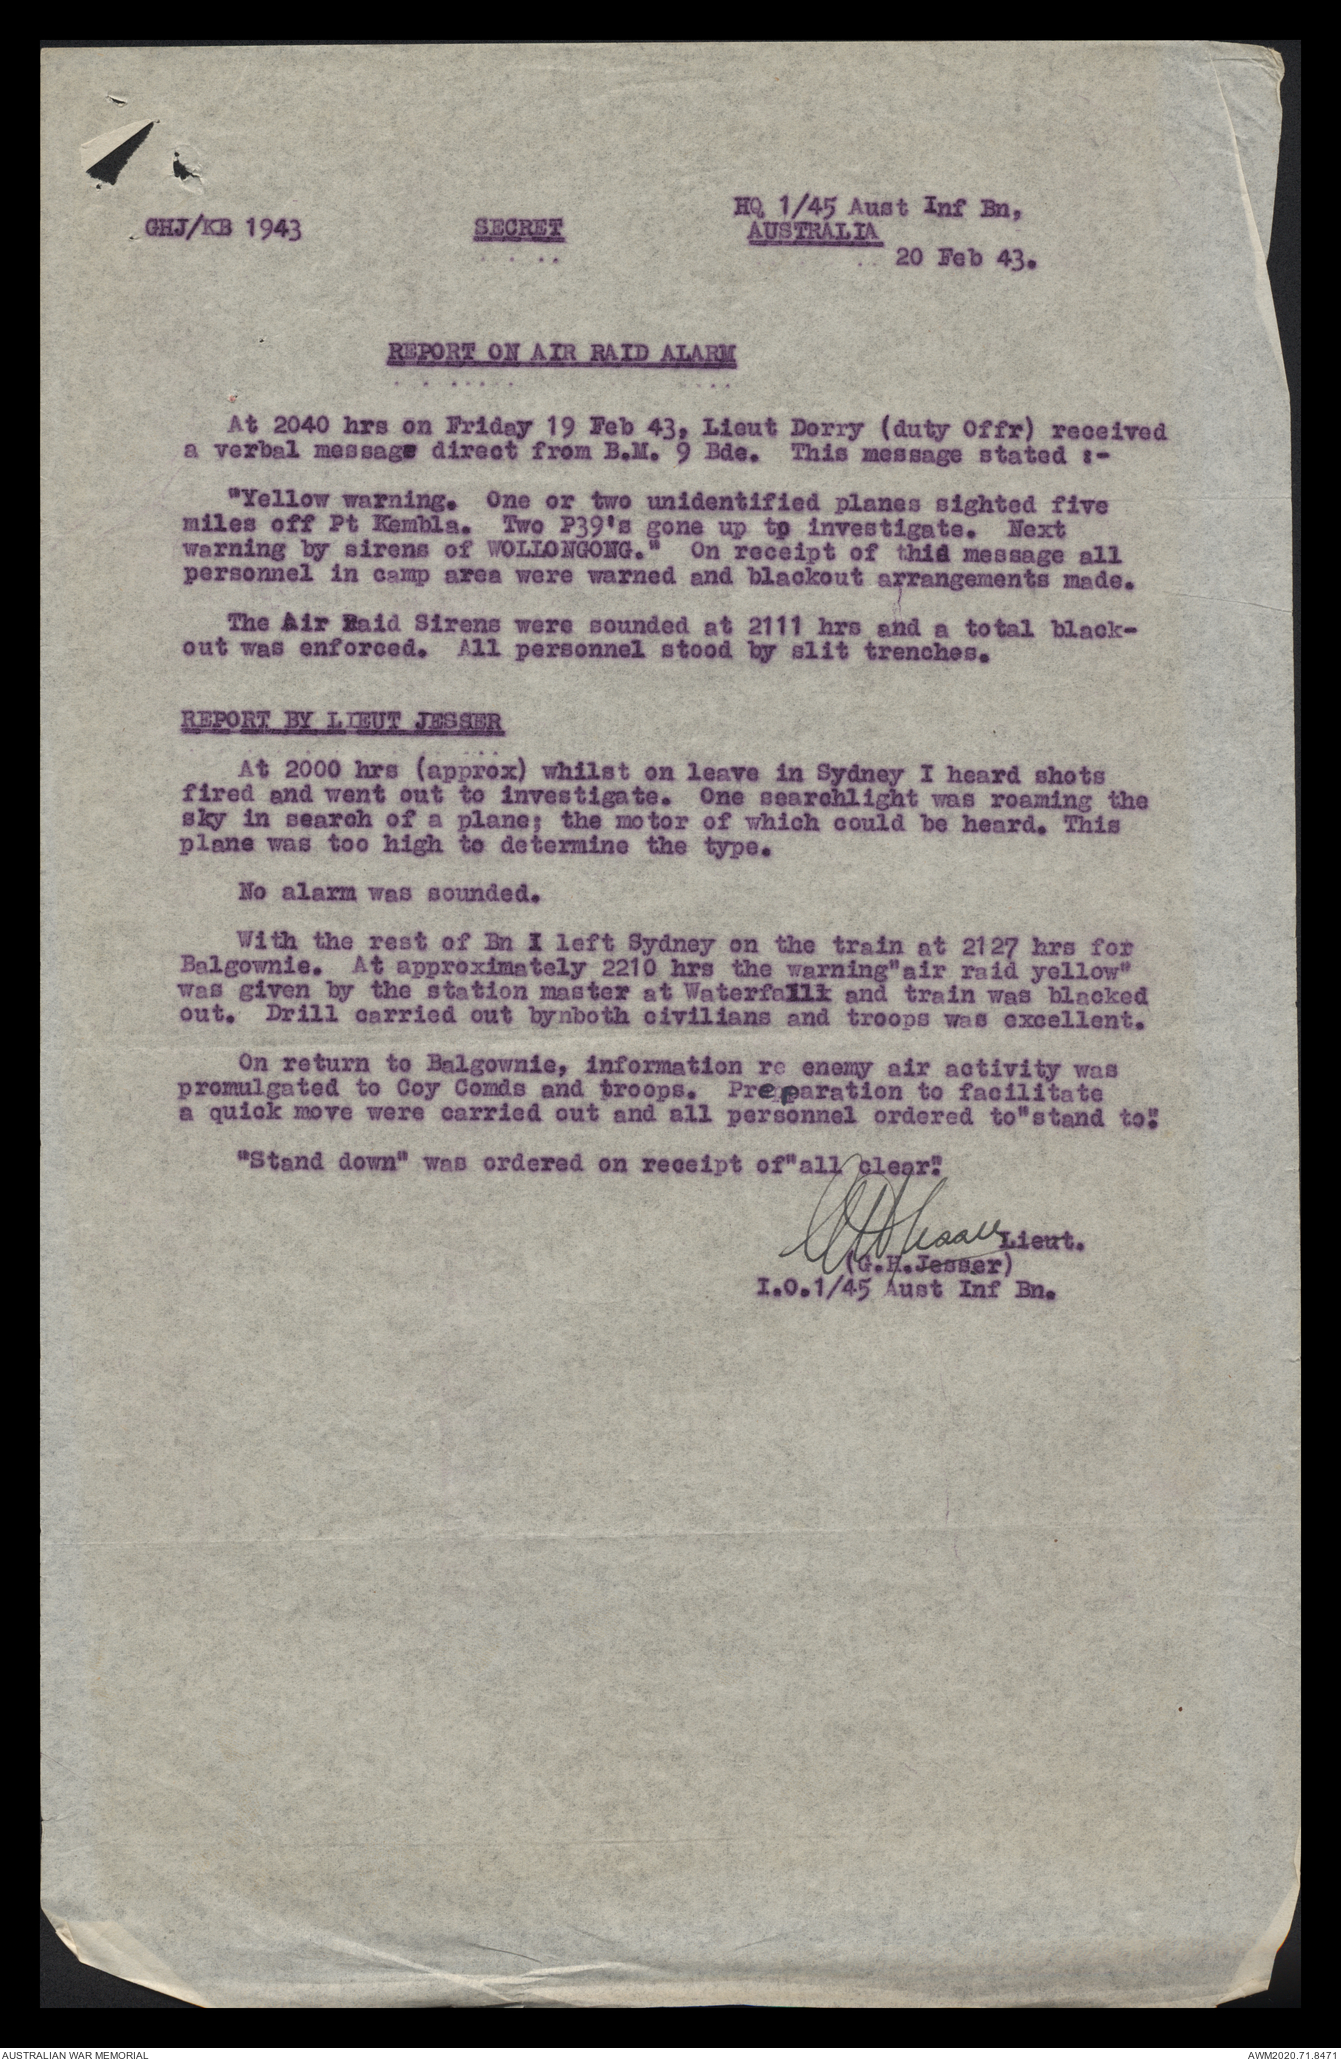 GHJ/KB 1943
SECRET
HQ 1/45 Aust Inf Bn,
AUSTRALIA
20 Feb 43.
REPORT ON AIR RAID ALARM
At 2040 hrs on Friday 19 Feb 43, Lieut Dorry (duty Offr) received
a verbal message direct from B.M. 9 Bde. This message stated :-
"Yellow warning. One or two unidentified planes sighted five
miles off Pt Kembla. Two P39's gone up to investigate. Next
warning by sirens of WOLLONGONG." On receipt of this message all
personnel in camp area were warned and blackout arrangements made.
The Air Raid Sirens were sounded at 2111 hrs and a total black-
out was enforced. All personnel stood by slit trenches.
REPORT BY LIEUT JESSER
At 2000 hrs (approx) whilst on leave in Sydney I heard shots
fired and went out to investigate. One searchlight was roaming the
sky in search of a plane; the motor of which could be heard. This
plane was too high to determine the type.
No alarm was sounded.
With the rest of Bn I left Sydney on the train at 2127 hrs for
Balgownie. At approximately 2210 hrs the warning"air raid yellow"
was given by the station master at Waterfall and train was blacked
out. Drill carried out bynboth civilians and troops was excellent.
On return to Balgownie, information re enemy air activity was
promulgated to Coy Comds and troops. Preparation to facilitate
a quick move were carried out and all personnel ordered to"stand to".
"Stand down" was ordered on receipt of"all clear".
GHJesser Lieut.
(G.H.Jesser)
I.O.1/45 Aust Inf Bn.
AUSTRALIAN WAR MEMORIAL
AWM2020.71.8471